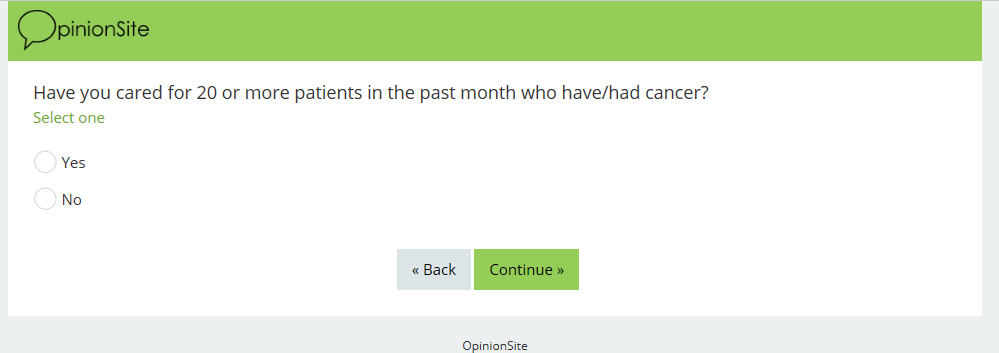 OpinionSite
Have you cared for 20 or more patients in the past month who have/had cancer?
Select one
Yes
No
« Back
Continue »
OpinionSite